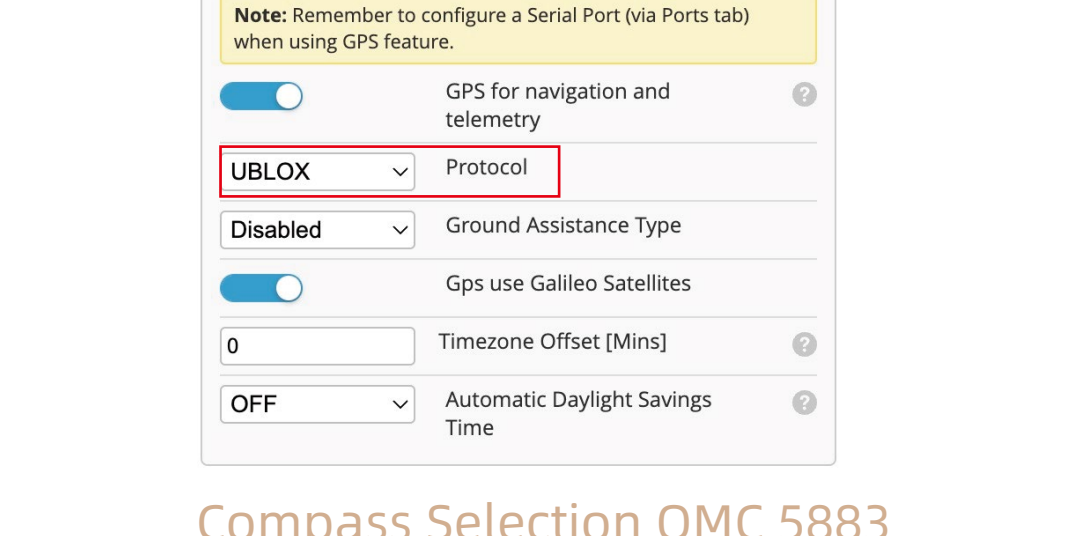 Note: Remember to configure a Serial Port (via Ports tab)
when using GPS feature.
GPS for navigation and
telemetry
?
UBLOX
Protocol
Disabled
Ground Assistance Type
Gps use Galileo Satellites
0
Timezone Offset [Mins]
?
OFF
Automatic Daylight Savings
Time
?
Compass Selection QMC 5883